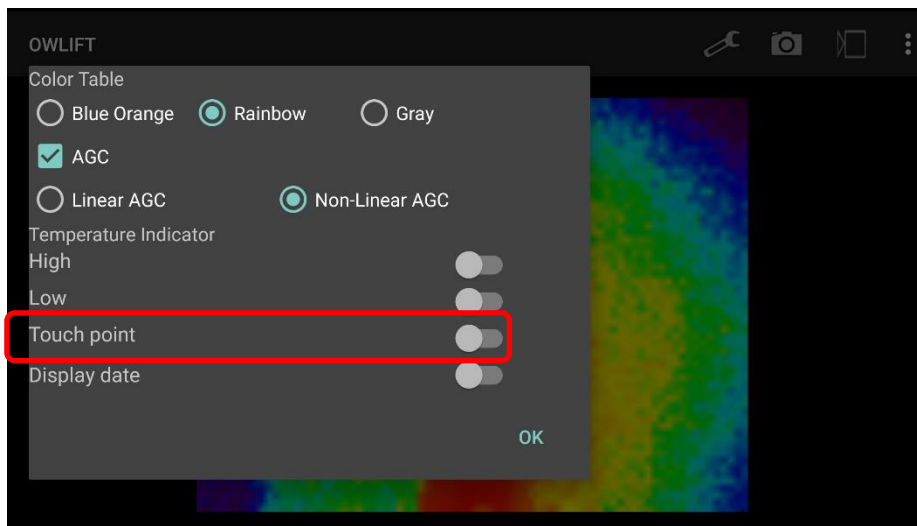 OWLIFT
Color Table
Blue Orange Rainbow Gray
AGC
Linear AGC Non-Linear AGC
Temperature Indicator
High
Low
Touch point
Display date
OK